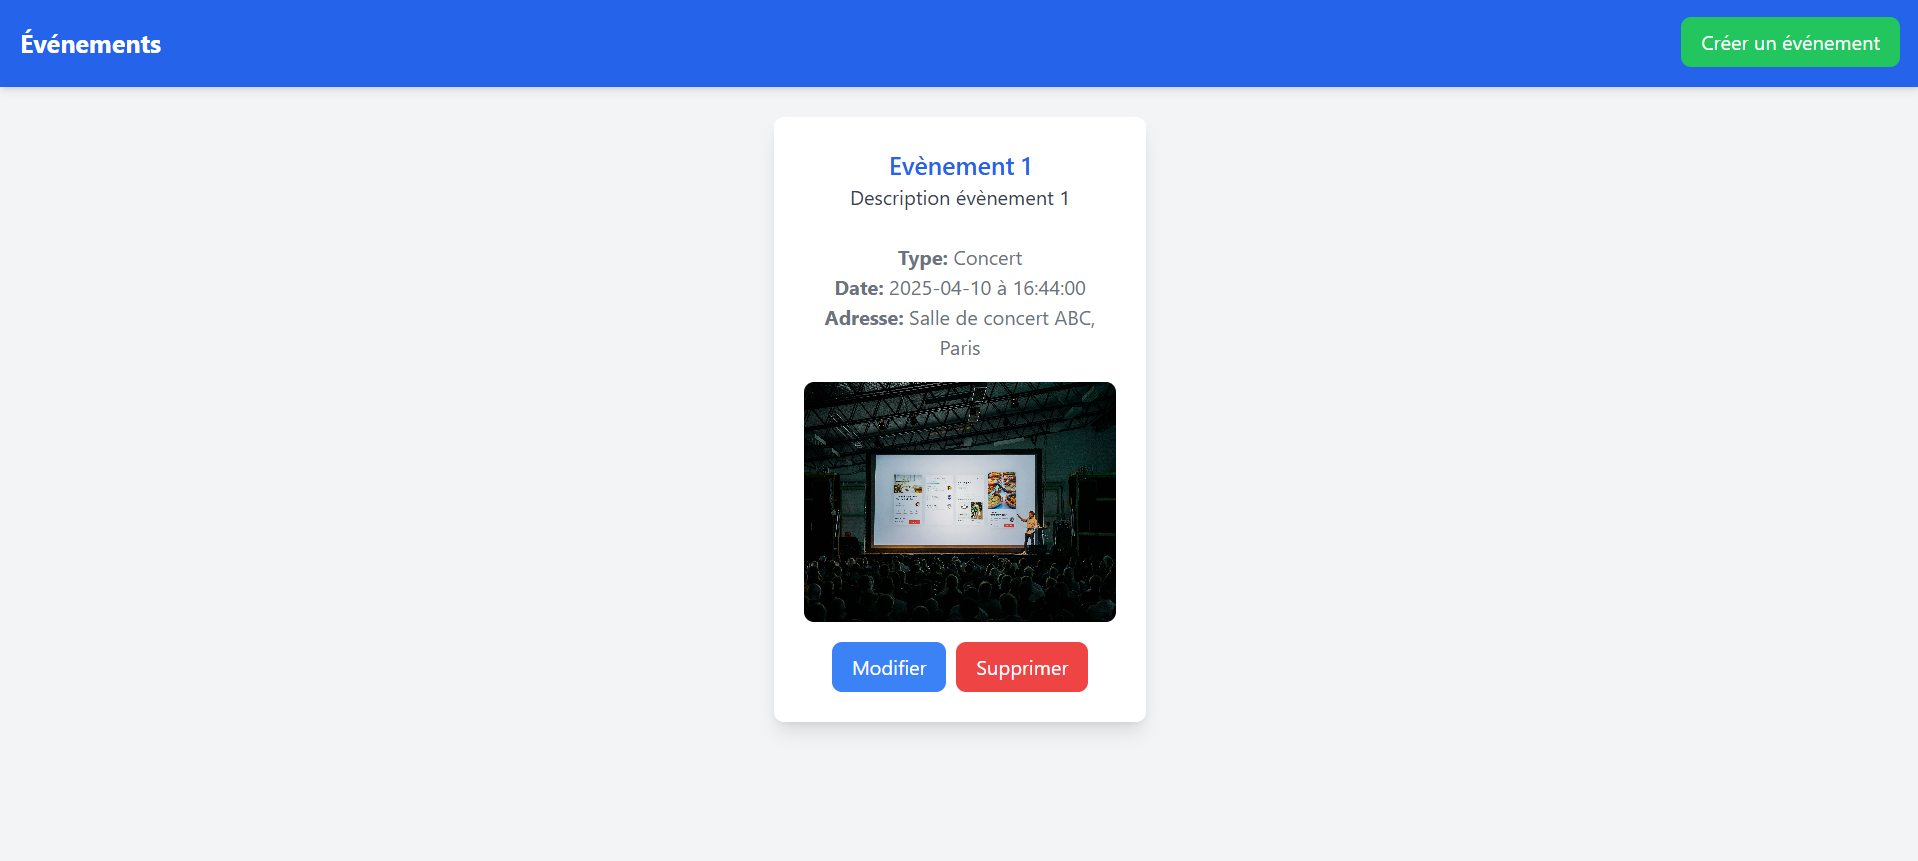 Événements
Créer un événement
Evènement 1
Description évènement 1
Type: Concert
Date: 2025-04-10 à 16:44:00
Adresse: Salle de concert ABC,
Paris
Modifier
Supprimer